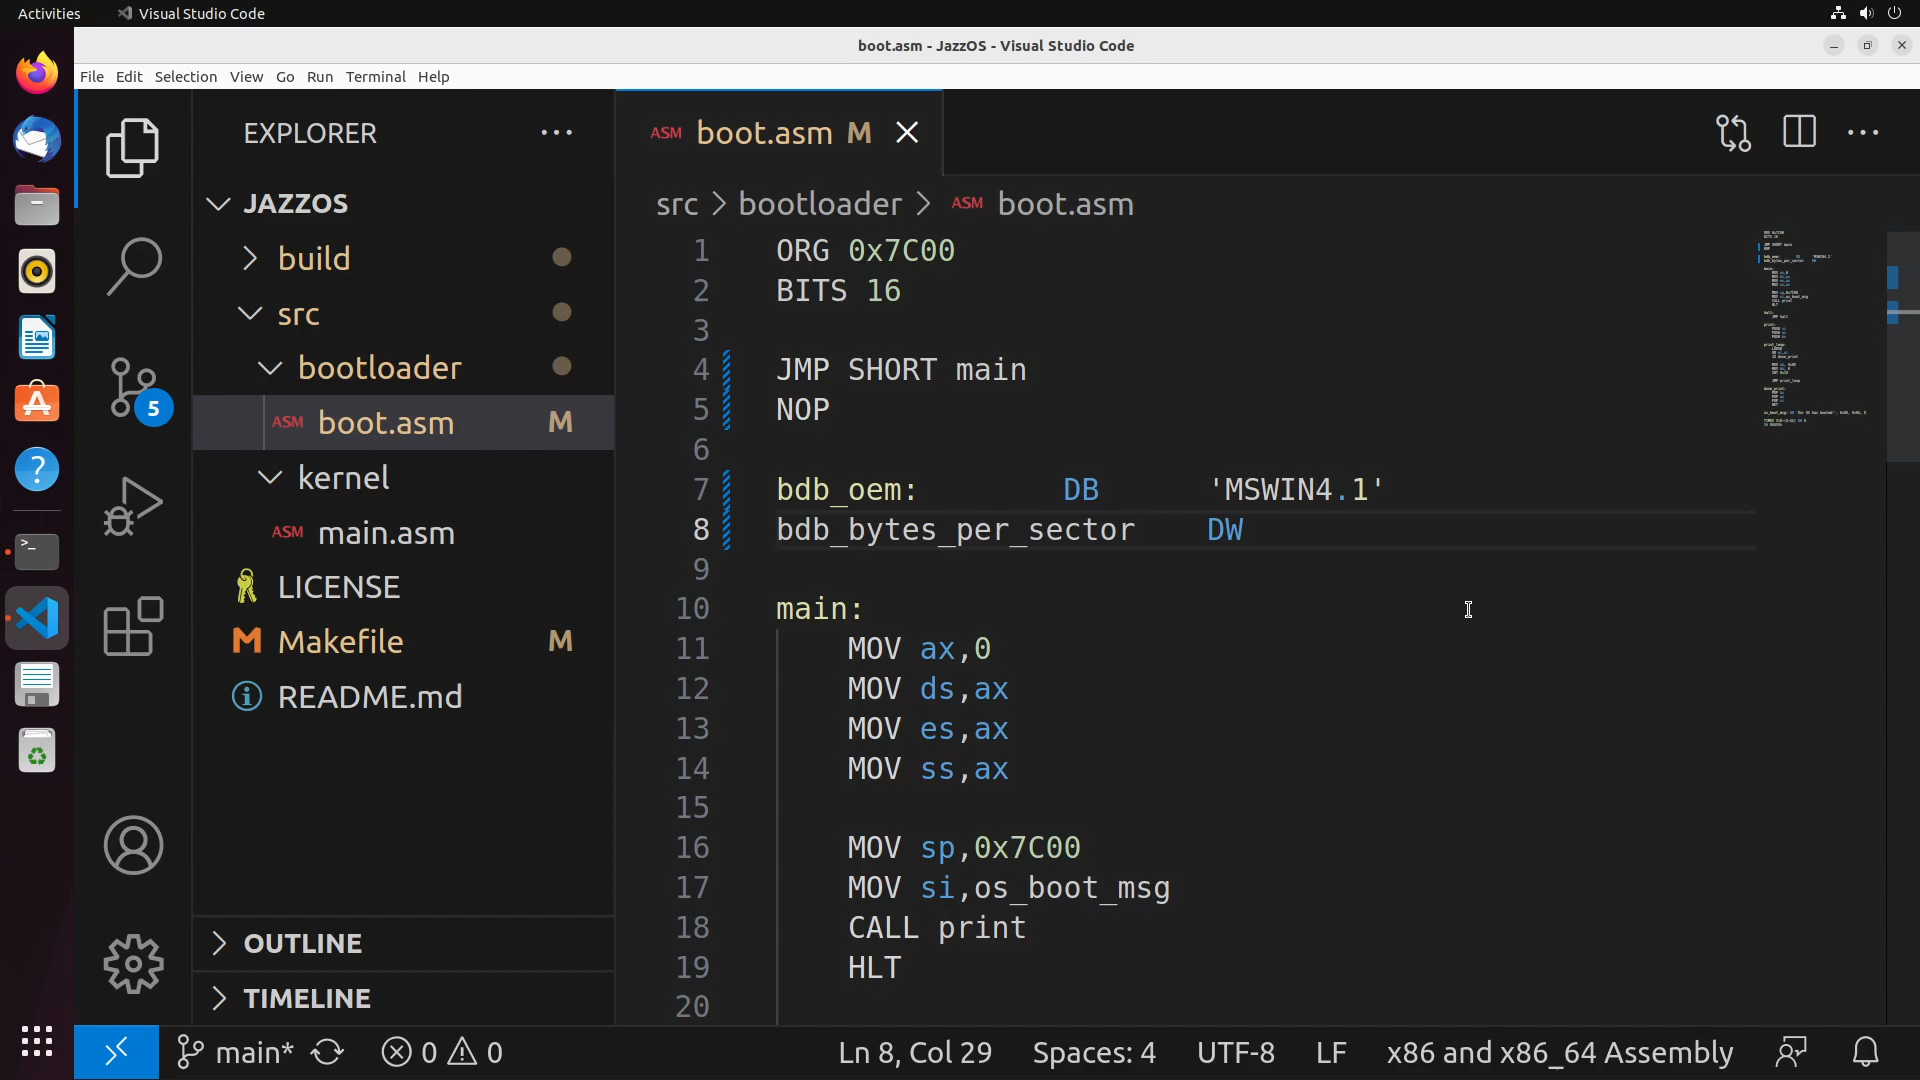 Activities
Visual Studio Code
boot.asm - JazzOS - Visual Studio Code
File Edit Selection View Go Run Terminal Help
EXPLORER
JAZZOS
build
src
bootloader
ASM boot.asm M
kernel
ASM main.asm
LICENSE
Makefile M
README.md
OUTLINE
TIMELINE
5
ASM boot.asm M
src > bootloader > ASM boot.asm
1 ORG 0x7C00
2 BITS 16
3
4 JMP SHORT main
5 NOP
6
7 bdb_oem: DB 'MSWIN4.1'
8 bdb_bytes_per_sector DW
9
10 main:
11 MOV ax,0
12 MOV ds,ax
13 MOV es,ax
14 MOV ss,ax
15
16 MOV sp,0x7C00
17 MOV si,os_boot_msg
18 CALL print
19 HLT
20
main* 0 0 Ln 8, Col 29 Spaces: 4 UTF-8 LF x86 and x86_64 Assembly